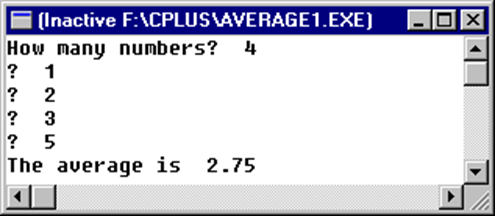 (Inactive F:\CPLUS\AVERAGE1.EXE)
How many numbers?  4
?  1
?  2
?  3
?  5
The average is  2.75